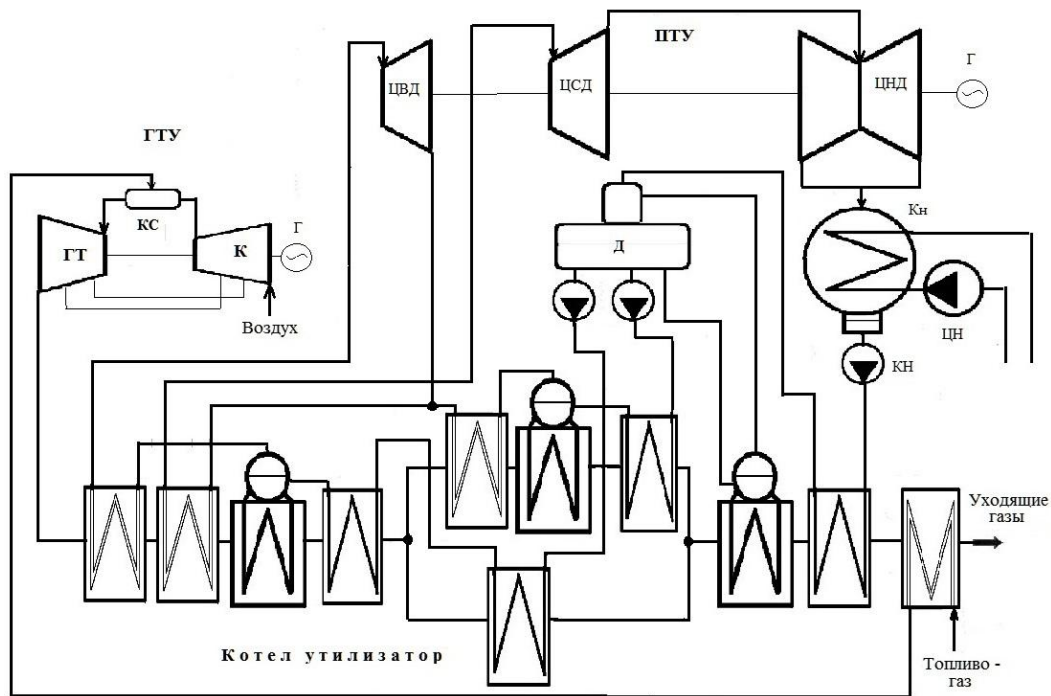 ПТУ
Г
ЦВД
ЦСД
ЦНД
ГТУ
КС
Г
ГТ
К
Воздух
Д
Кн
ЦН
КН
Уходящие
газы
Котел утилизатор
Топливо -
газ